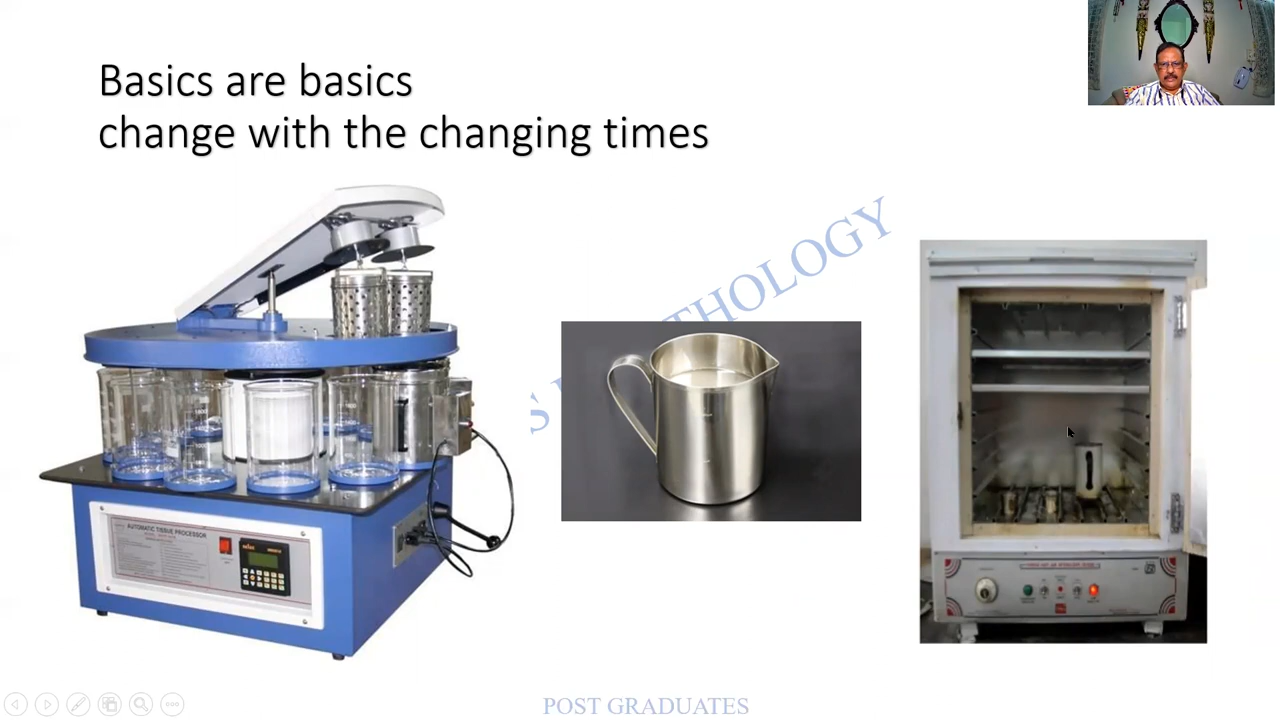 Basics are basics
change with the changing times
S
THOLOGY
AUTOMATIC TISSUE PROCESSOR
POST GRADUATES